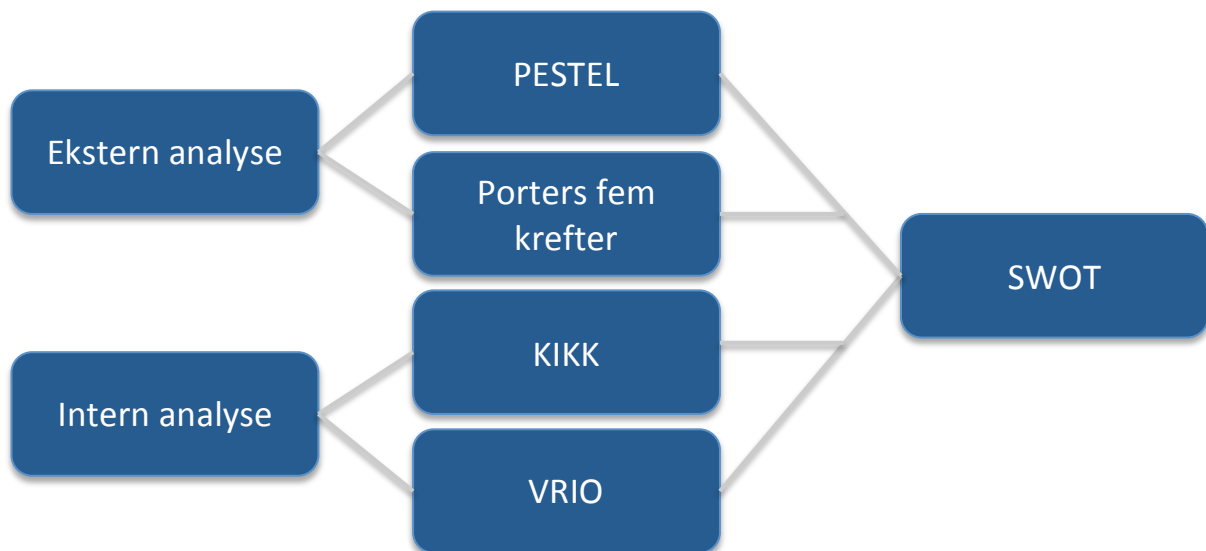 Ekstern analyse
PESTEL
Porters fem
krefter
Intern analyse
KIKK
VRIO
SWOT